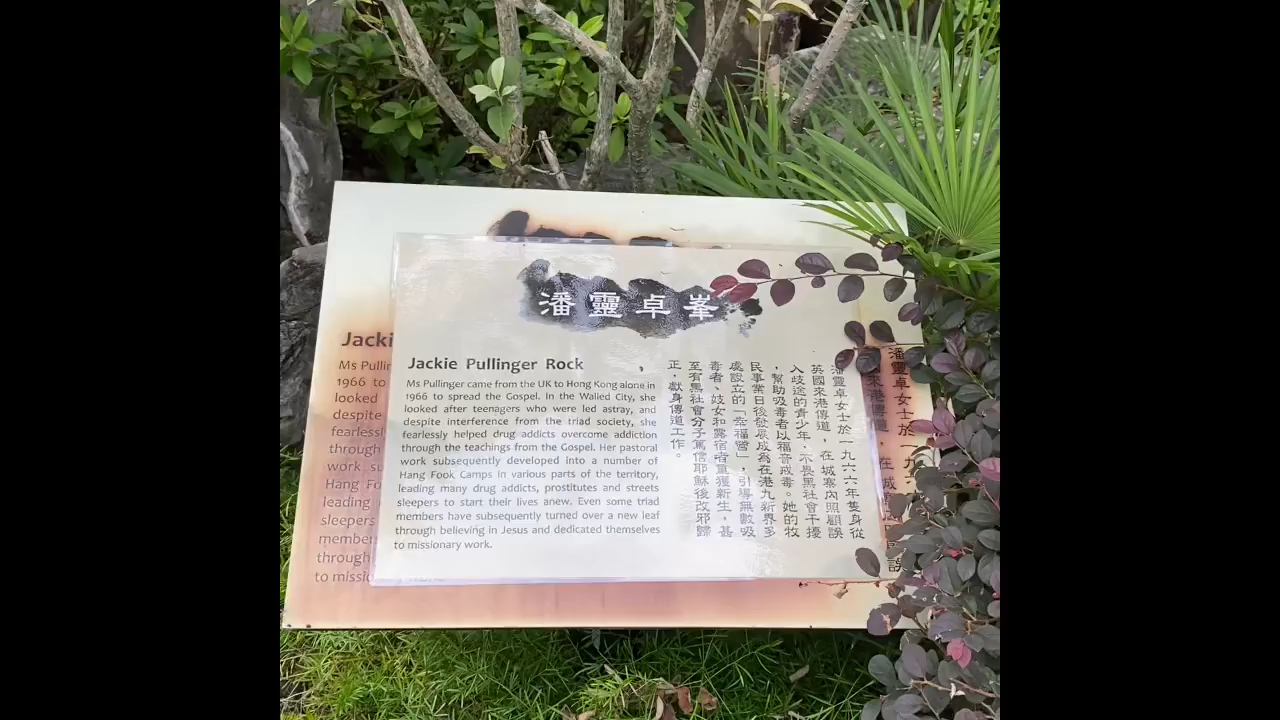 潘靈卓峯
Jackie Pullinger Rock
Ms Pullinger came from the UK to Hong Kong alone in
1966 to spread the Gospel. In the Walled City, she
looked after teenagers who were led astray, and
despite interference from the triad society, she
fearlessly helped drug addicts overcome addiction
through the teachings from the Gospel. Her pastoral
work subsequently developed into a number of
Hang Fook Camps in various parts of the territory,
leading many drug addicts, prostitutes and streets
sleepers to start their lives anew. Even some triad
members have subsequently turned over a new leaf
through believing in Jesus and dedicated themselves
to missionary work.
潘靈卓女士於一九六六年隻身從
英國來港傳道，在城寨內照顧誤
入歧途的青少年，不畏黑社會干擾
，幫助吸毒者以福音戒毒。她的牧
民事業日後發展成為在港九新界多
處設立的「幸福營」，引導無數吸
毒者、妓女和露宿者重獲新生，甚
至有黑社會分子篤信耶穌後改邪歸
正，獻身傳道工作。
Jacki
Ms Pullin
1966 to
looked
despite
fearlessl
through
work su
Hang Fo
leading
sleepers
member
through
to missio
潘靈卓女士於一九
來港傳道，在城
誤